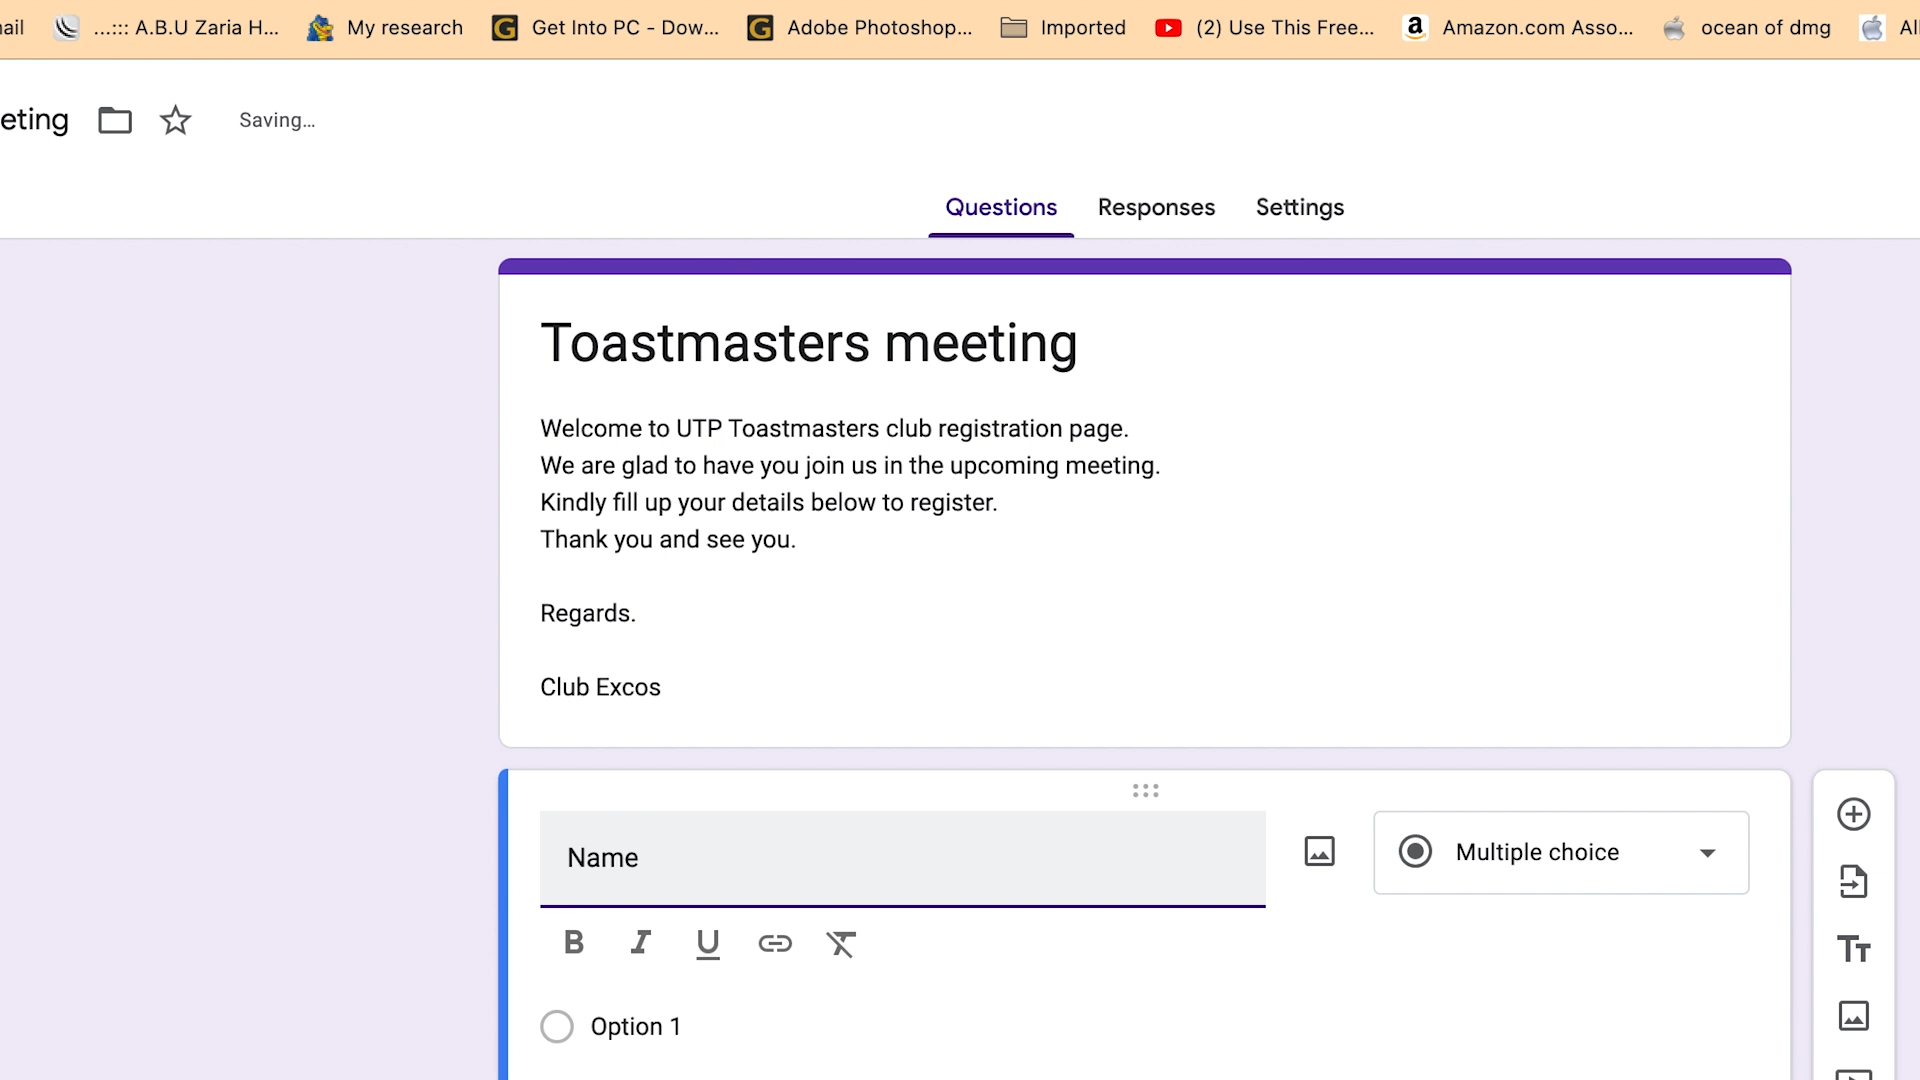 ail ...::: A.B.U Zaria H... My research Get Into PC - Dow... Adobe Photoshop... Imported (2) Use This Free... Amazon.com Asso... ocean of dmg All
eting Saving...
Questions Responses Settings
Toastmasters meeting
Welcome to UTP Toastmasters club registration page.
We are glad to have you join us in the upcoming meeting.
Kindly fill up your details below to register.
Thank you and see you.
Regards.
Club Excos
Name Multiple choice
B I U
Option 1
Tт